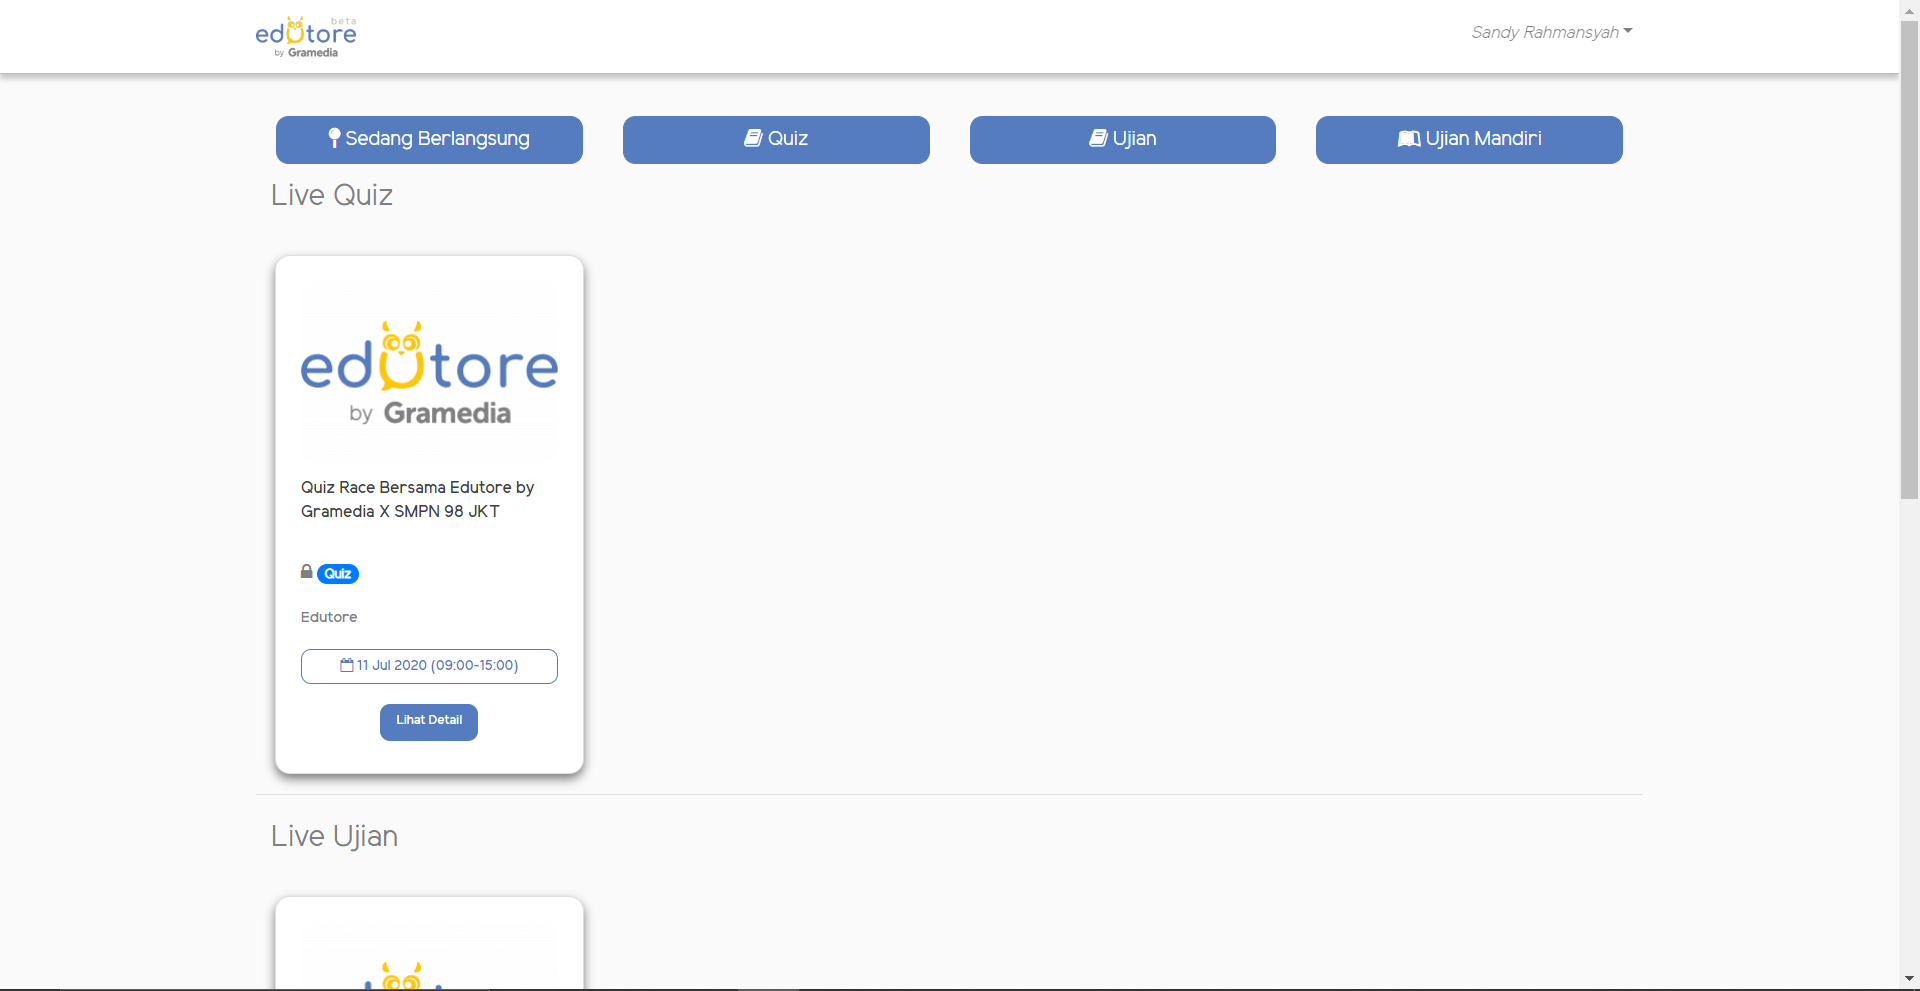 beta
edutore
by Gramedia
Sandy Rahmansyah
Sedang Berlangsung
Quiz
Ujian
Ujian Mandiri
Live Quiz
edutore
by Gramedia
Quiz Race Bersama Edutore by
Gramedia X SMPN 98 JKT
Quiz
Edutore
11 Jul 2020 (09:00-15:00)
Lihat Detail
Live Ujian